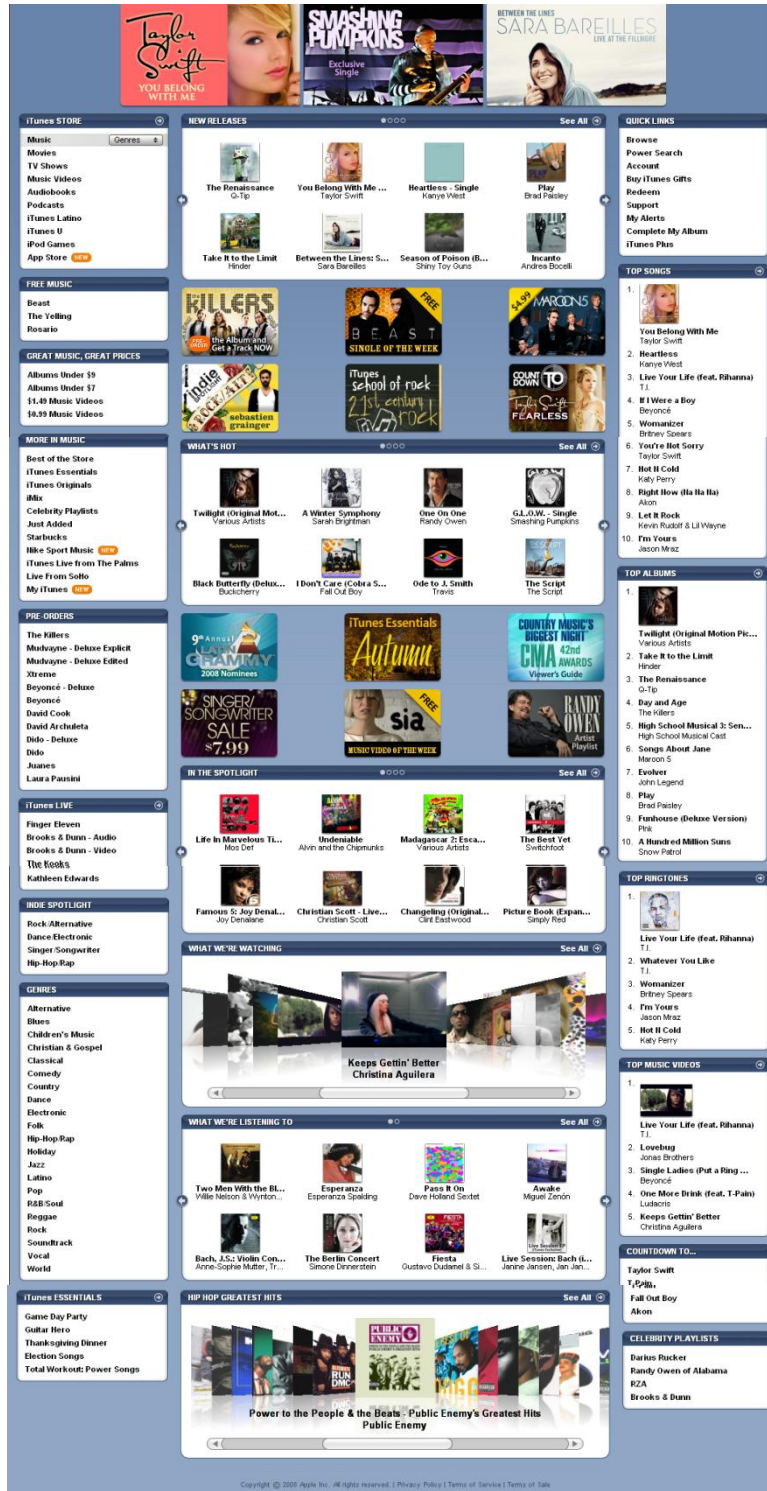 Taylor Swift
YOU BELONG
WITH ME
SMASHING
PUMPKINS
Exclusive
Single
BETWEEN THE LINES
SARA BAREILLES
LIVE AT THE FILLMORE
iTunes STORE
Music
Genres
Movies
TV Shows
Music Videos
Audiobooks
Podcasts
iTunes Latino
iTunes U
iPod Games
App Store NEW
FREE MUSIC
Beast
The Yelling
Rosario
GREAT MUSIC, GREAT PRICES
Albums Under $9
Albums Under $7
$1.49 Music Videos
$0.99 Music Videos
MORE IN MUSIC
Best of the Store
iTunes Essentials
iTunes Originals
iMix
Celebrity Playlists
Just Added
Starbucks
Nike Sport Music NEW
iTunes Live from The Palms
Live From SoHo
My iTunes NEW
PRE-ORDERS
The Killers
Mudvayne - Deluxe Explicit
Mudvayne - Deluxe Edited
Xtreme
Beyoncé - Deluxe
Beyoncé
David Cook
David Archuleta
Dido - Deluxe
Dido
Juanes
Laura Pausini
iTunes LIVE
Finger Eleven
Brooks & Dunn - Audio
Brooks & Dunn - Video
The Kooks
Kathleen Edwards
INDIE SPOTLIGHT
Rock/Alternative
Dance/Electronic
Singer/Songwriter
Hip-Hop/Rap
GENRES
Alternative
Blues
Children's Music
Christian & Gospel
Classical
Comedy
Country
Dance
Electronic
Folk
Hip-Hop/Rap
Holiday
Jazz
Latino
Pop
R&B/Soul
Reggae
Rock
Soundtrack
Vocal
World
iTunes ESSENTIALS
Game Day Party
Guitar Hero
Thanksgiving Dinner
Election Songs
Total Workout: Power Songs
NEW RELEASES
See All
The Renaissance
Q-Tip
You Belong With Me ...
Taylor Swift
Heartless - Single
Kanye West
Play
Brad Paisley
Take It to the Limit
Hinder
Between the Lines: S...
Sara Bareilles
Season of Poison (B...
Shiny Toy Guns
Incanto
Andrea Bocelli
the KILLERS
PRE-ORDER
the Album and
Get a Track NOW
FREE
BEAST
SINGLE OF THE WEEK
$4.99
MAROON5
Indie
SPOTLIGHT
ROCK/ALT
sebastien
grainger
iTunes
school of rock
21st century
rock
COUNT
DOWN TO
Taylor Swift
FEARLESS
WHAT'S HOT
See All
Twilight (Original Mot...
Various Artists
A Winter Symphony
Sarah Brightman
One On One
Randy Owen
G.L.O.W. - Single
Smashing Pumpkins
Black Butterfly (Delux...
Buckcherry
I Don't Care (Cobra S...
Fall Out Boy
Ode to J. Smith
Travis
The Script
The Script
9th Annual
LATIN
GRAMMY
2008 Nominees
iTunes Essentials
Autumn
COUNTRY MUSIC'S
BIGGEST NIGHT
CMA 42nd
AWARDS
Viewer's Guide
SINGER/
SONGWRITER
SALE
$7.99
FREE
sia
MUSIC VIDEO OF THE WEEK
RANDY
OWEN
Artist
Playlist
IN THE SPOTLIGHT
See All
Life In Marvelous Ti...
Mos Def
Undeniable
Alvin and the Chipmunks
Madagascar 2: Esca...
Various Artists
The Best Yet
Switchfoot
Famous 5: Joy Denal...
Joy Denalane
Christian Scott - Live...
Christian Scott
Changeling (Original...
Clint Eastwood
Picture Book (Expan...
Simply Red
WHAT WE'RE WATCHING
See All
Keeps Gettin' Better
Christina Aguilera
WHAT WE'RE LISTENING TO
See All
Two Men With the Bl...
Willie Nelson & Wynton...
Esperanza
Esperanza Spalding
Pass It On
Dave Holland Sextet
Awake
Miguel Zenón
Bach, J.S.: Violin Con...
Anne-Sophie Mutter, Tr...
The Berlin Concert
Simone Dinnerstein
Fiesta
Gustavo Dudamel & Si...
Live Session: Bach (i...
Janine Jansen, Jan Jan...
HIP HOP GREATEST HITS
See All
RUN
DMC
PUBLIC
ENEMY
Power to the People & the Beats - Public Enemy's Greatest Hits
Public Enemy
QUICK LINKS
Browse
Power Search
Account
Buy iTunes Gifts
Redeem
Support
My Alerts
Complete My Album
iTunes Plus
TOP SONGS
1.
You Belong With Me
Taylor Swift
2. Heartless
Kanye West
3. Live Your Life (feat. Rihanna)
T.I.
4. If I Were a Boy
Beyoncé
5. Womanizer
Britney Spears
6. You're Not Sorry
Taylor Swift
7. Hot N Cold
Katy Perry
8. Right Now (Na Na Na)
Akon
9. Let It Rock
Kevin Rudolf & Lil Wayne
10. I'm Yours
Jason Mraz
TOP ALBUMS
1.
Twilight (Original Motion Pic...
Various Artists
2. Take It to the Limit
Hinder
3. The Renaissance
Q-Tip
4. Day and Age
The Killers
5. High School Musical 3: Sen...
High School Musical Cast
6. Songs About Jane
Maroon 5
7. Evolver
John Legend
8. Play
Brad Paisley
9. Funhouse (Deluxe Version)
P!nk
10. A Hundred Million Suns
Snow Patrol
TOP RINGTONES
1.
Live Your Life (feat. Rihanna)
T.I.
2. Whatever You Like
T.I.
3. Womanizer
Britney Spears
4. I'm Yours
Jason Mraz
5. Hot N Cold
Katy Perry
TOP MUSIC VIDEOS
1.
Live Your Life (feat. Rihanna)
T.I.
2. Lovebug
Jonas Brothers
3. Single Ladies (Put a Ring ...
Beyoncé
4. One More Drink (feat. T-Pain)
Ludacris
5. Keeps Gettin' Better
Christina Aguilera
COUNTDOWN TO...
Taylor Swift
T-Pain
Fall Out Boy
Akon
CELEBRITY PLAYLISTS
Darius Rucker
Randy Owen of Alabama
RZA
Brooks & Dunn
Copyright © 2008 Apple Inc. All rights reserved. | Privacy Policy | Terms of Service | Terms of Sale